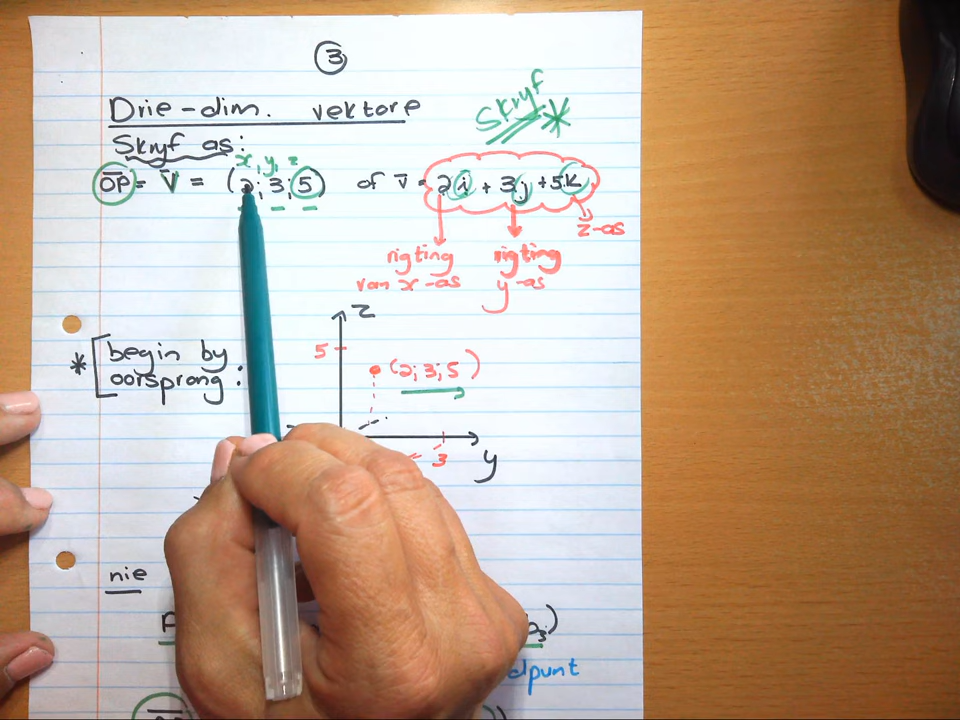 3
Drie-dim. vektore
Skryf *
Skryf as:
x, y, z
OP = V = (2; 3; 5) of V = 2i + 3j + 5k
z-as
rigting rigting
van x-as y-as
z
5
* begin by
oorsprong:
(2; 3; 5)
3
y
nie